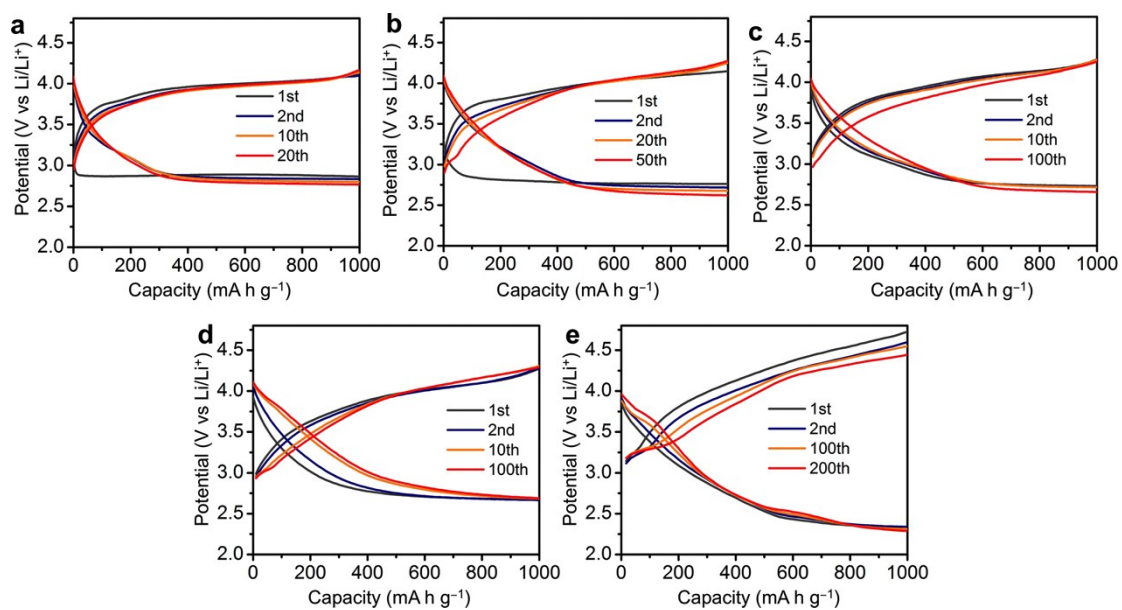 a
4.5
4.0
3.5
3.0
2.5
2.0
Potential (V vs Li/Li⁺)
1st
2nd
10th
20th
0 200 400 600 800 1000
Capacity (mA h g⁻¹)
b
4.5
4.0
3.5
3.0
2.5
2.0
Potential (V vs Li/Li⁺)
1st
2nd
20th
50th
0 200 400 600 800 1000
Capacity (mA h g⁻¹)
c
4.5
4.0
3.5
3.0
2.5
2.0
Potential (V vs Li/Li⁺)
1st
2nd
10th
100th
0 200 400 600 800 1000
Capacity (mA h g⁻¹)
d
4.5
4.0
3.5
3.0
2.5
2.0
Potential (V vs Li/Li⁺)
1st
2nd
10th
100th
0 200 400 600 800 1000
Capacity (mA h g⁻¹)
e
4.5
4.0
3.5
3.0
2.5
2.0
Potential (V vs Li/Li⁺)
1st
2nd
100th
200th
0 200 400 600 800 1000
Capacity (mA h g⁻¹)